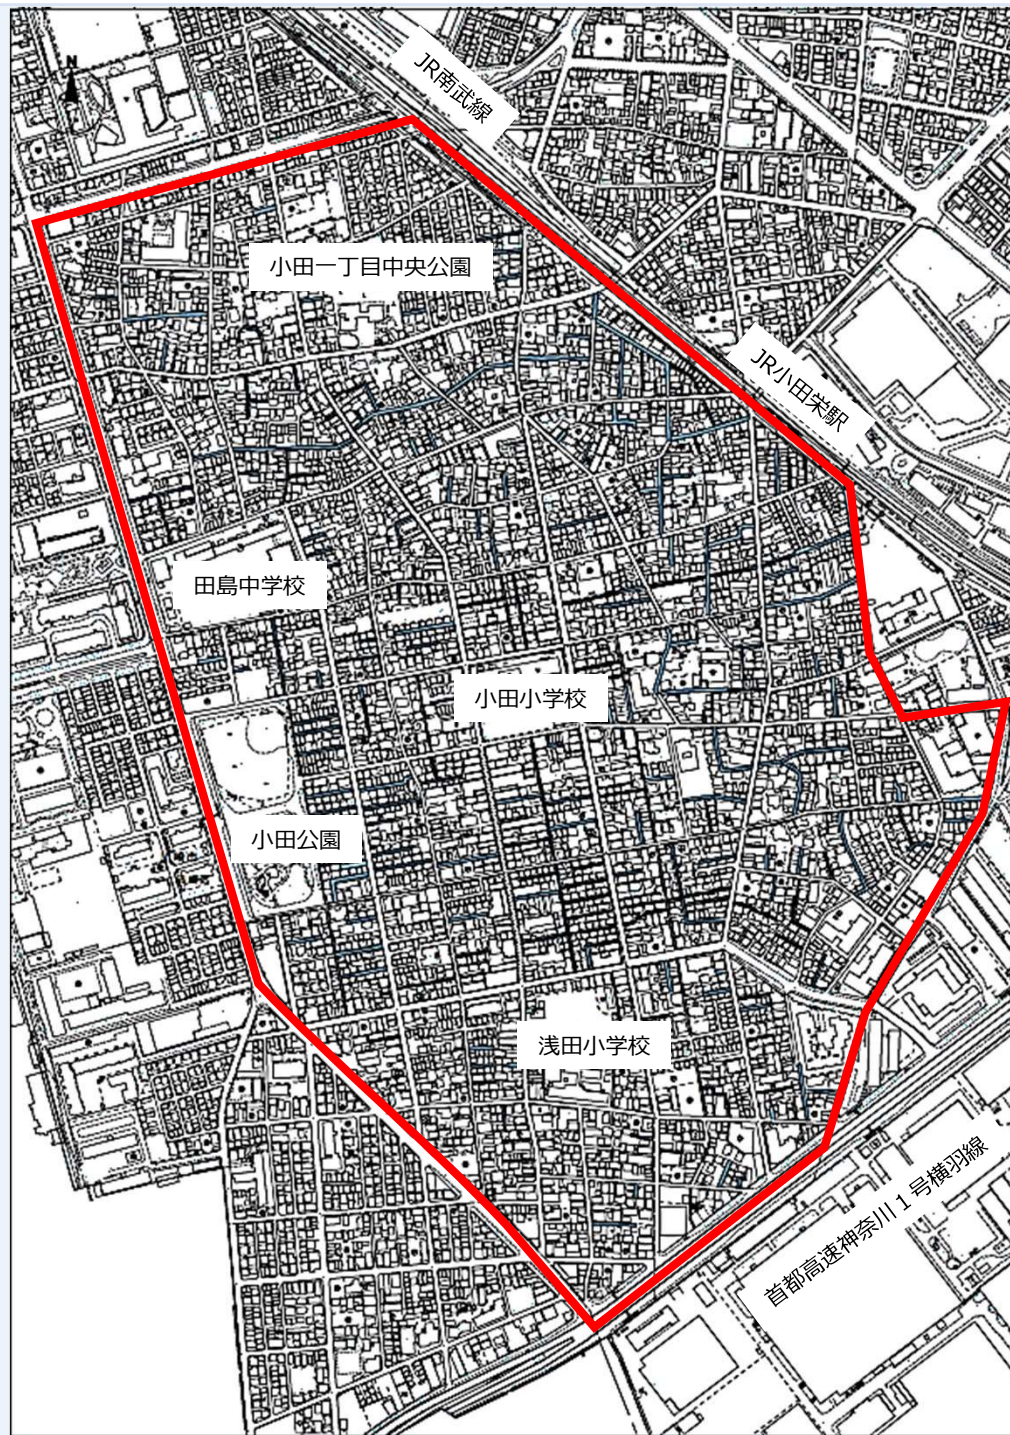 N
JR南武線
小田一丁目中央公園
JR小田栄駅
田島中学校
小田小学校
小田公園
浅田小学校
首都高速神奈川1号横羽線